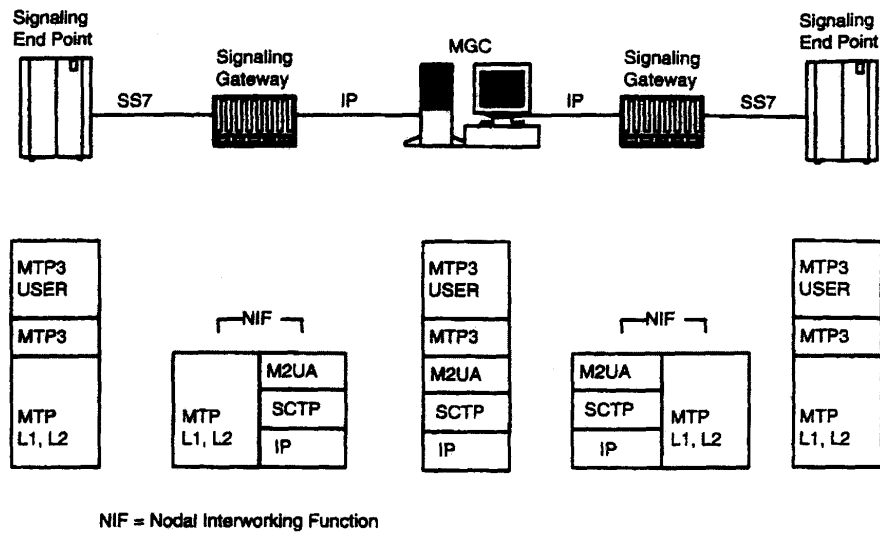 Signaling
End Point
SS7
Signaling
Gateway
IP
MGC
IP
Signaling
Gateway
SS7
Signaling
End Point
MTP3
USER
MTP3
MTP
L1, L2
NIF
MTP
L1, L2
M2UA
SCTP
IP
MTP3
USER
MTP3
M2UA
SCTP
IP
NIF
M2UA
SCTP
IP
MTP
L1, L2
MTP3
USER
MTP3
MTP
L1, L2
NIF = Nodal Interworking Function